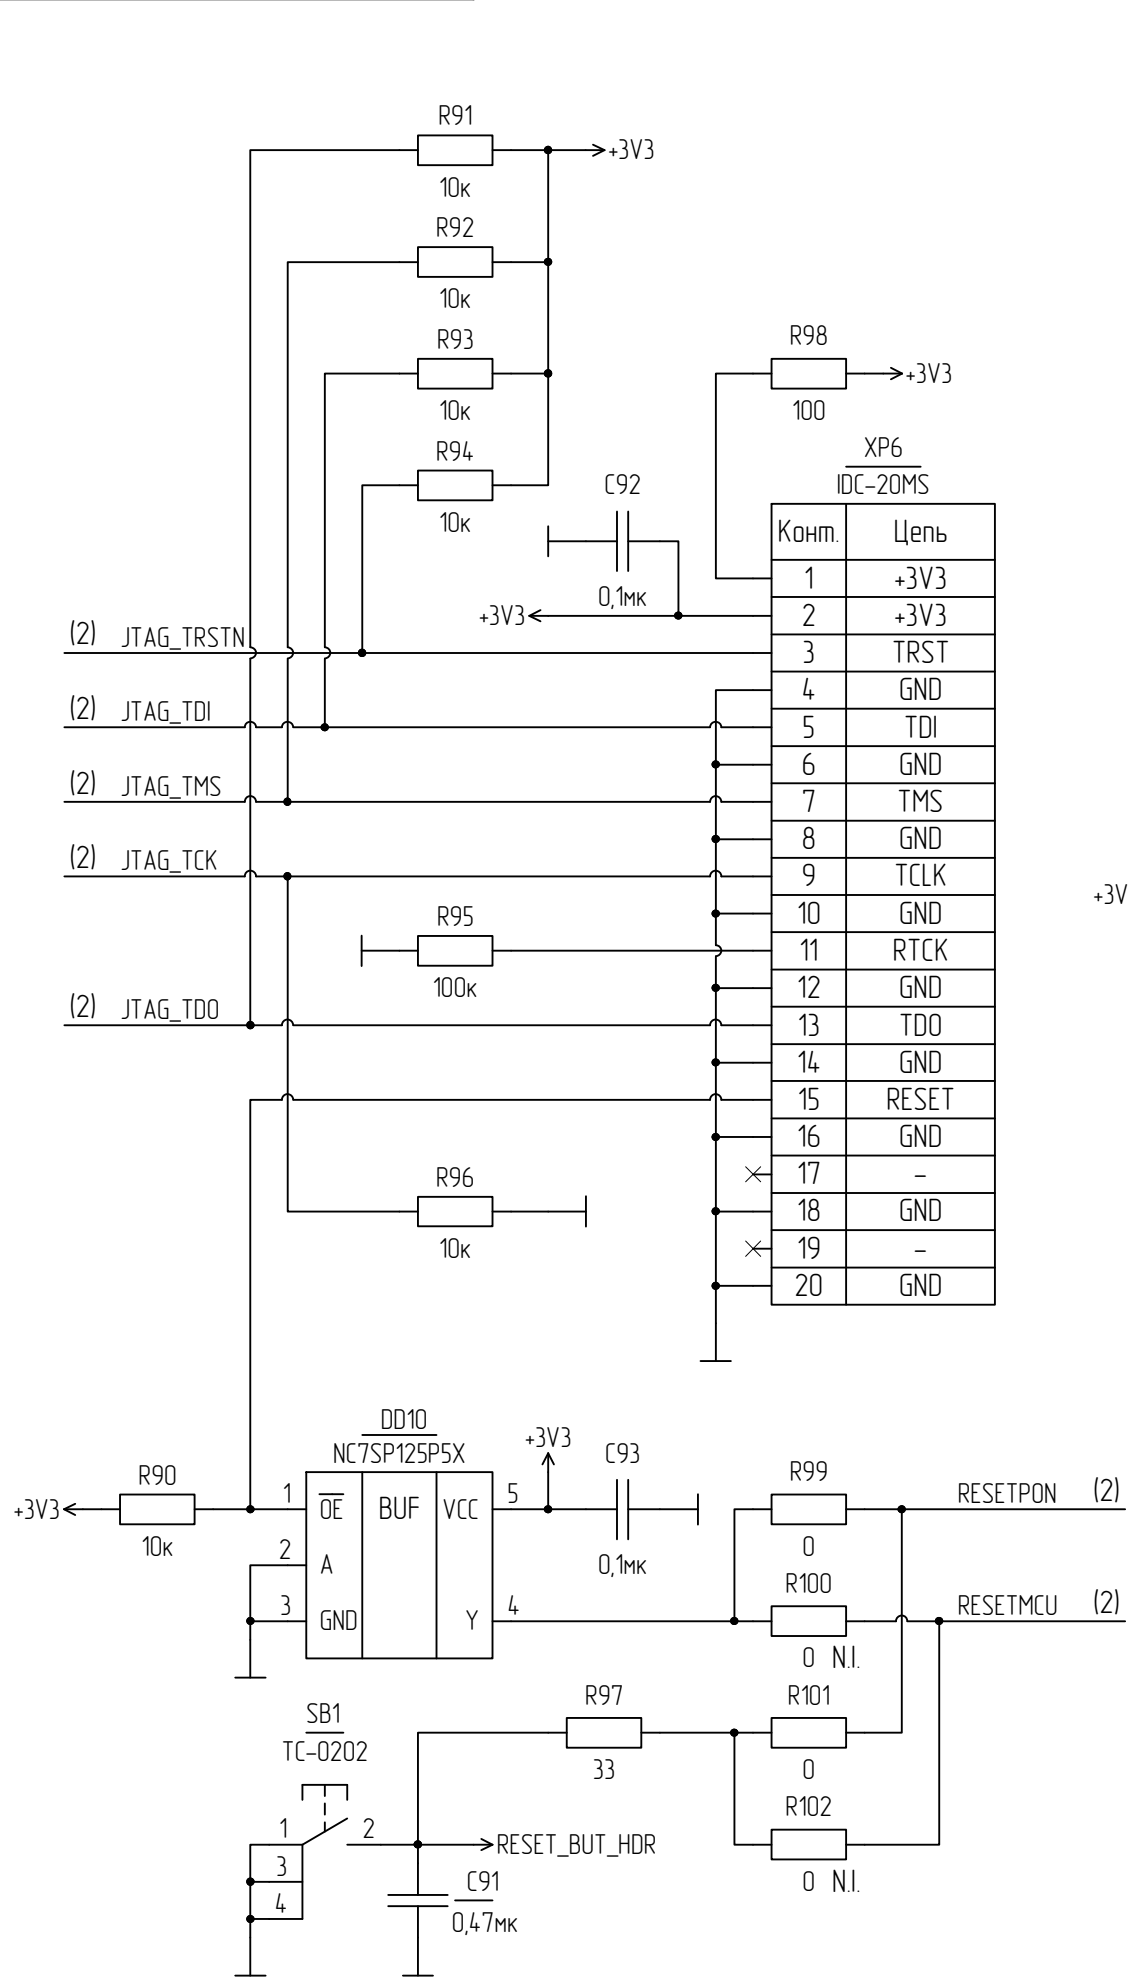 R91
+3V3
10к
R92
10к
R93
10к
R94
10к
R98
+3V3
100
XP6
IDC-20MS
Конт. Цепь
1 +3V3
2 +3V3
3 TRST
4 GND
5 TDI
6 GND
7 TMS
8 GND
9 TCLK
10 GND
11 RTCK
12 GND
13 TDO
14 GND
15 RESET
16 GND
17 -
18 GND
19 -
20 GND
C92
0,1мк
+3V3
(2) JTAG_TRSTN
(2) JTAG_TDI
(2) JTAG_TMS
(2) JTAG_TCK
+3V
R95
100к
(2) JTAG_TDO
R96
10к
DD10
NC7SP125P5X
+3V3
R90
10к
1 OE BUF VCC 5
2 A
3 GND Y 4
+3V3
C93
0,1мк
R99
0
RESETPON (2)
R100
0 N.I.
RESETMCU (2)
R97
33
R101
0
R102
0 N.I.
SB1
TC-0202
1 2
3
4
RESET_BUT_HDR
C91
0,47мк